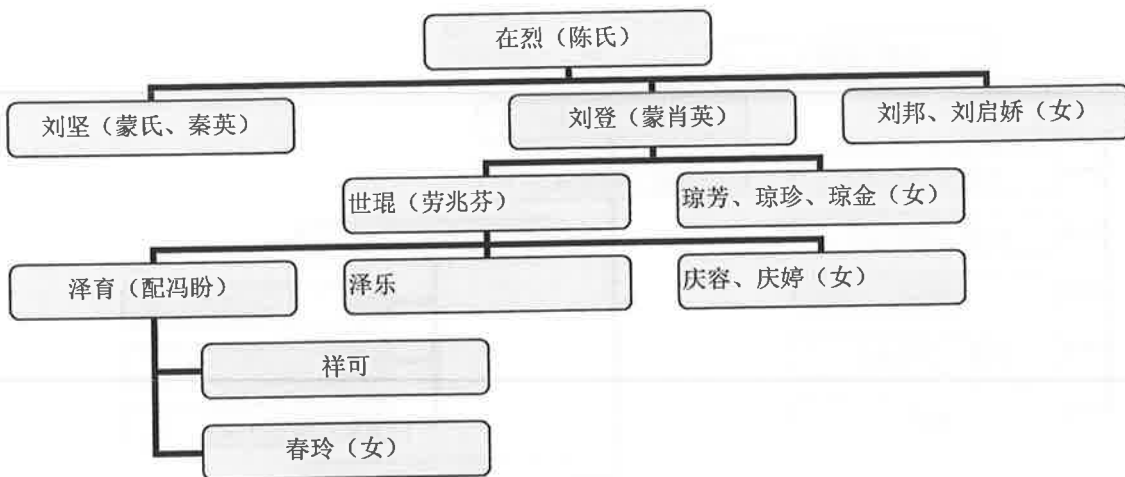 在烈（陈氏）
刘坚（蒙氏、秦英）
刘登（蒙肖英）
刘邦、刘启娇（女）
世琨（劳兆芬）
琼芳、琼珍、琼金（女）
泽育（配冯盼）
泽乐
庆容、庆婷（女）
祥可
春玲（女）